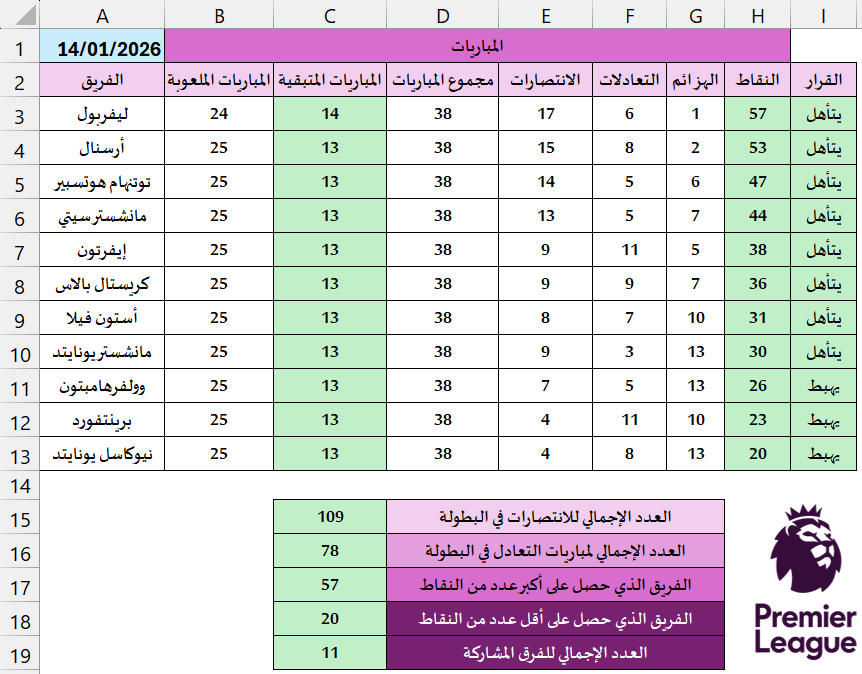 A B C D E F G H I
1 14/01/2026 المباريات
2 الفريق المباريات الملعوبة المباريات المتبقية مجموع المباريات الانتصارات التعادلات الهزائم النقاط القرار
3 ليفربول 24 14 38 17 6 1 57 يتأهل
4 أرسنال 25 13 38 15 8 2 53 يتأهل
5 توتنهام هوتسبير 25 13 38 14 5 6 47 يتأهل
6 مانشستر سيتي 25 13 38 13 5 7 44 يتأهل
7 إيفرتون 25 13 38 9 11 5 38 يتأهل
8 كريستال بالاس 25 13 38 9 9 7 36 يتأهل
9 أستون فيلا 25 13 38 8 7 10 31 يتأهل
10 مانشستر يونايتد 25 13 38 9 3 13 30 يتأهل
11 وولفرهامبتون 25 13 38 7 5 13 26 يهبط
12 برينتفورد 25 13 38 4 11 10 23 يهبط
13 نيوكاسل يونايتد 25 13 38 4 8 13 20 يهبط
14
15 109 العدد الإجمالي للانتصارات في البطولة
16 78 العدد الإجمالي لمباريات التعادل في البطولة
17 57 الفريق الذي حصل على أكبر عدد من النقاط
18 20 الفريق الذي حصل على أقل عدد من النقاط
19 11 العدد الإجمالي للفرق المشاركة
Premier
League